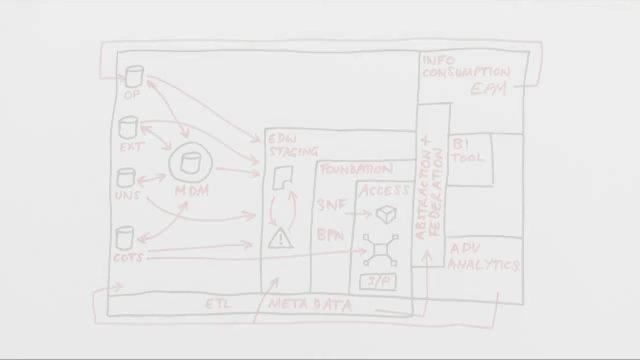 INFO
CONSUMPTION
EPM
OP
EXT
MDM
UNS
COTS
EDW
STAGING
FOUNDATION
ACCESS
3NF
BPN
S/P
ABSTRACTION +
FEDERATION
BI
TOOL
ADV
ANALYTICS
ETL
META DATA